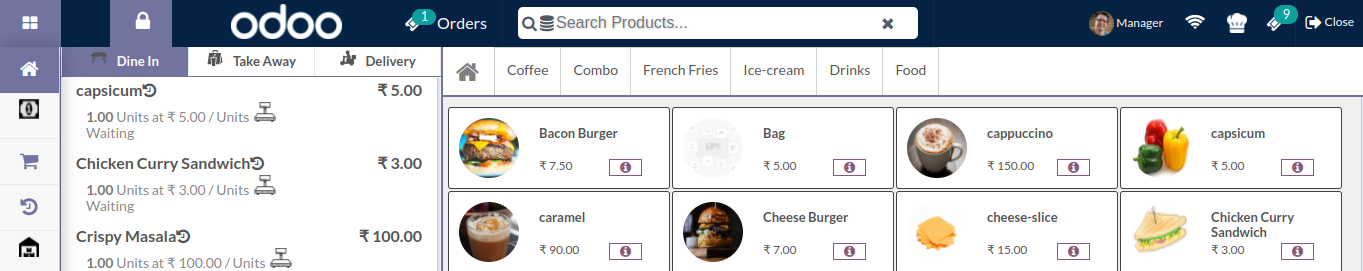 odoo
1
Orders
Search Products...
Manager
9
Close
Dine In
Take Away
Delivery
Coffee
Combo
French Fries
Ice-cream
Drinks
Food
capsicum ₹ 5.00
1.00 Units at ₹ 5.00 / Units
Waiting
Chicken Curry Sandwich ₹ 3.00
1.00 Units at ₹ 3.00 / Units
Waiting
Crispy Masala ₹ 100.00
1.00 Units at ₹ 100.00 / Units
Bacon Burger
₹ 7.50
Bag
₹ 5.00
cappuccino
₹ 150.00
capsicum
₹ 5.00
caramel
₹ 90.00
Cheese Burger
₹ 7.00
cheese-slice
₹ 15.00
Chicken Curry
Sandwich
₹ 3.00